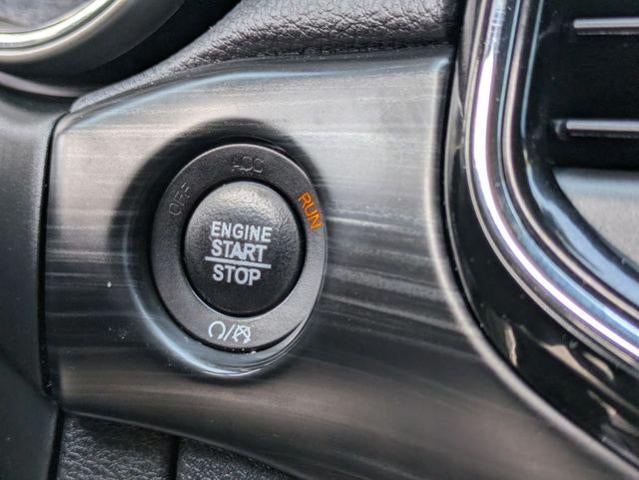 OFF
ACC
RUN
ENGINE
START
STOP